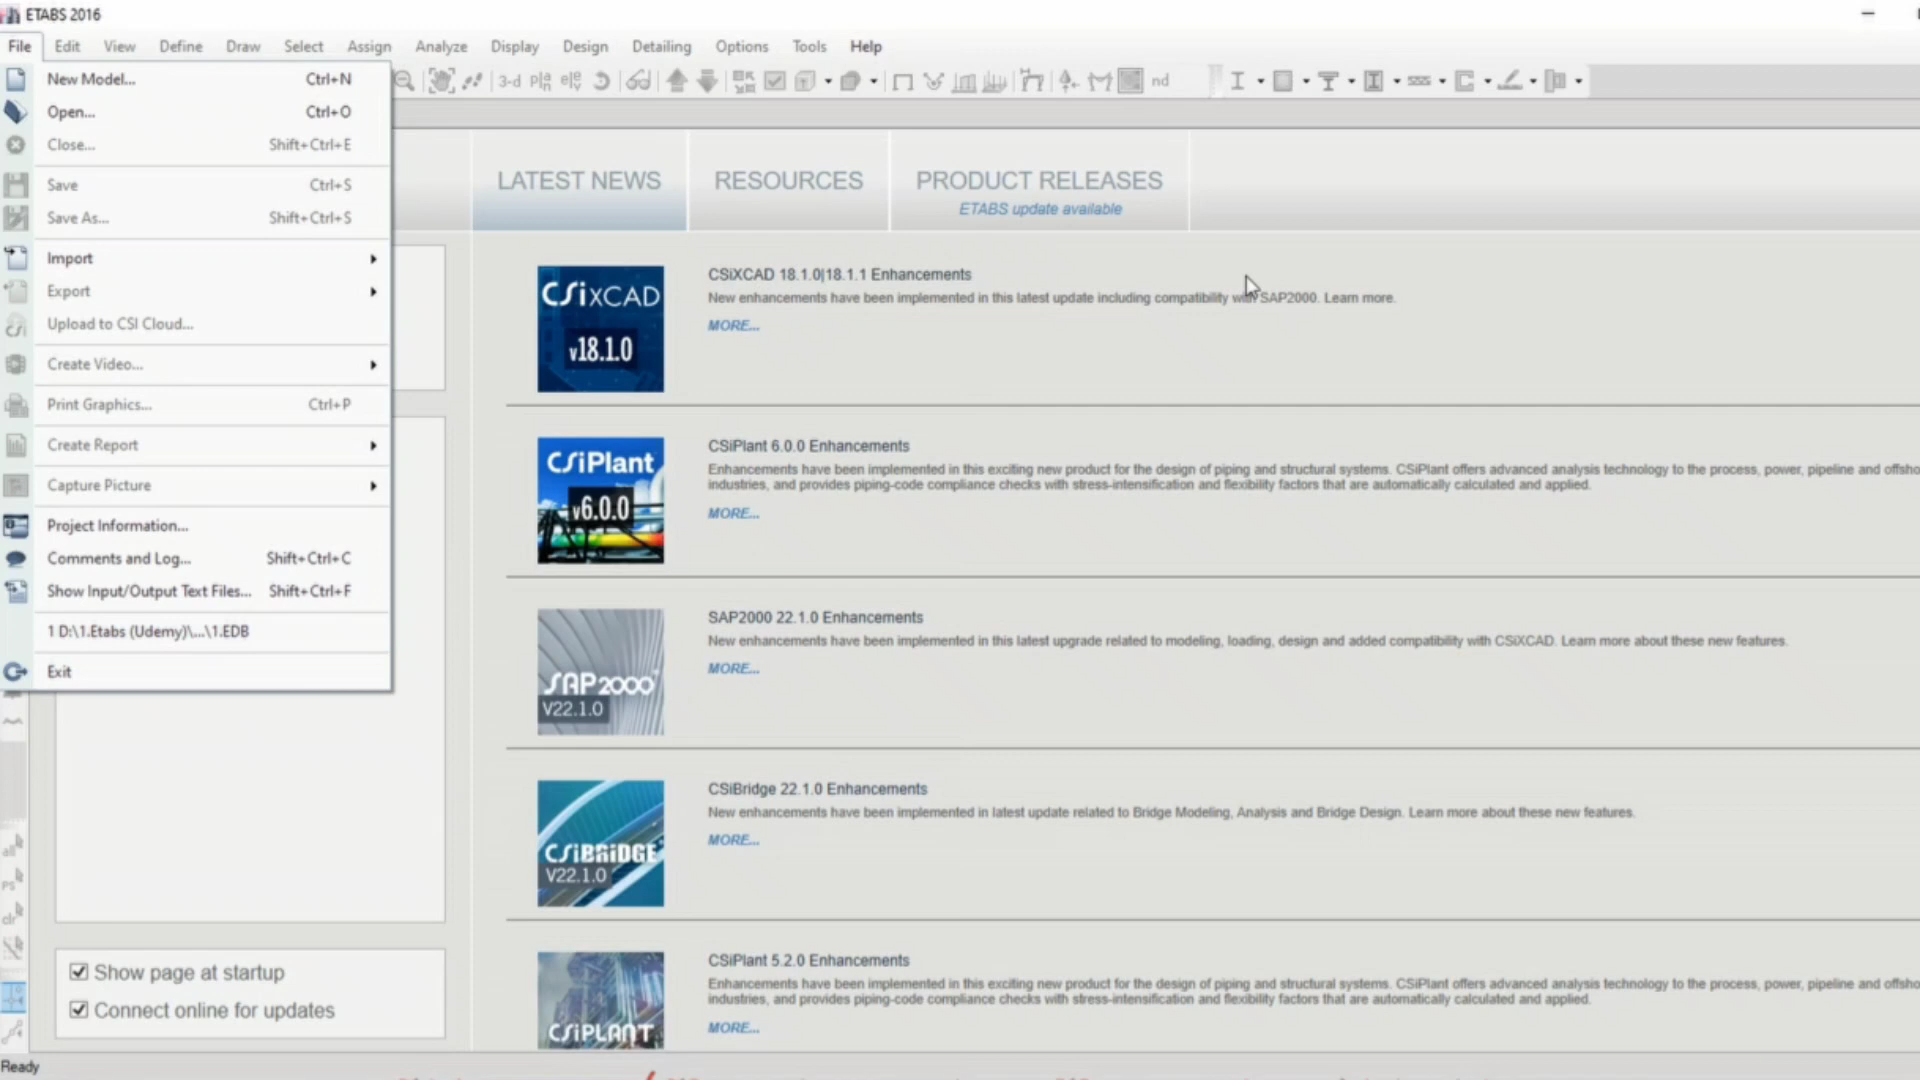 ETABS 2016
File Edit View Define Draw Select Assign Analyze Display Design Detailing Options Tools Help
New Model... Ctrl+N
Open... Ctrl+O
Close... Shift+Ctrl+E
Save Ctrl+S
Save As... Shift+Ctrl+S
Import
Export
Upload to CSI Cloud...
Create Video...
Print Graphics... Ctrl+P
Create Report
Capture Picture
Project Information...
Comments and Log... Shift+Ctrl+C
Show Input/Output Text Files... Shift+Ctrl+F
1 D:\1.Etabs (Udemy)\...\1.EDB
Exit
3-d nd
LATEST NEWS RESOURCES PRODUCT RELEASES
ETABS update available
CSiXCAD
v18.1.0
CSiXCAD 18.1.0|18.1.1 Enhancements
New enhancements have been implemented in this latest update including compatibility with SAP2000. Learn more.
MORE...
CSiPlant
v6.0.0
CSiPlant 6.0.0 Enhancements
Enhancements have been implemented in this exciting new product for the design of piping and structural systems. CSiPlant offers advanced analysis technology to the process, power, pipeline and offsho
industries, and provides piping-code compliance checks with stress-intensification and flexibility factors that are automatically calculated and applied.
MORE...
SAP2000
V22.1.0
SAP2000 22.1.0 Enhancements
New enhancements have been implemented in this latest upgrade related to modeling, loading, design and added compatibility with CSiXCAD. Learn more about these new features.
MORE...
CSiBRIDGE
V22.1.0
CSiBridge 22.1.0 Enhancements
New enhancements have been implemented in latest update related to Bridge Modeling, Analysis and Bridge Design. Learn more about these new features.
MORE...
CSiPLANT
CSiPlant 5.2.0 Enhancements
Enhancements have been implemented in this exciting new product for the design of piping and structural systems. CSiPlant offers advanced analysis technology to the process, power, pipeline and offsho
industries, and provides piping-code compliance checks with stress-intensification and flexibility factors that are automatically calculated and applied.
MORE...
all
ps
clr
Show page at startup
Connect online for updates
Ready